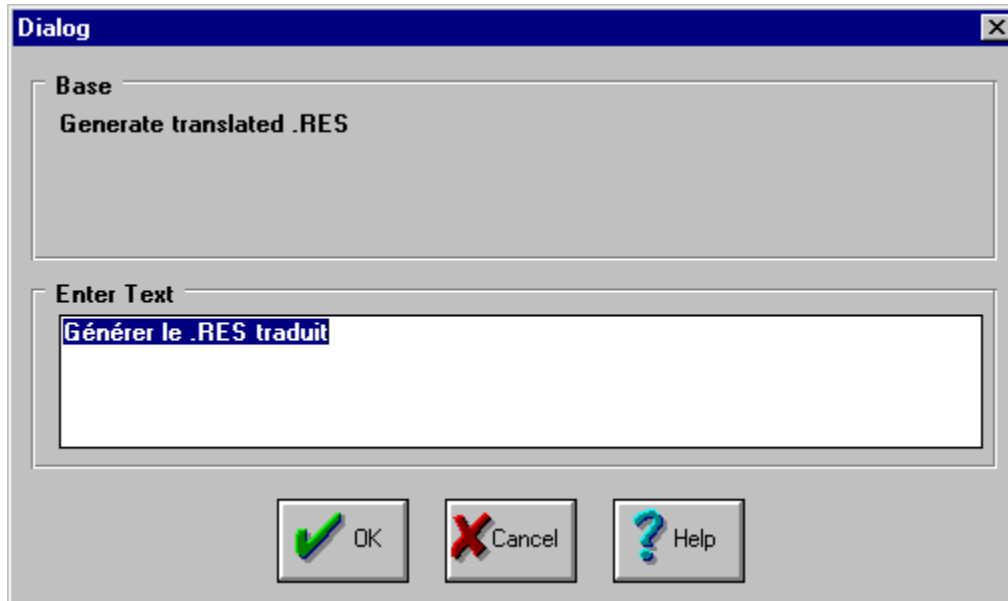 Dialog
Base
Generate translated .RES
Enter Text
Générer le .RES traduit
OK
Cancel
Help